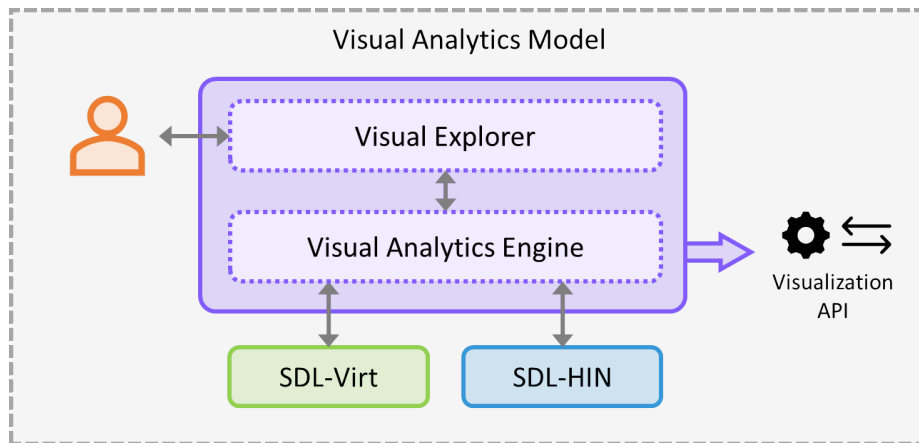 Visual Analytics Model
Visual Explorer
Visual Analytics Engine
Visualization
API
SDL-Virt
SDL-HIN